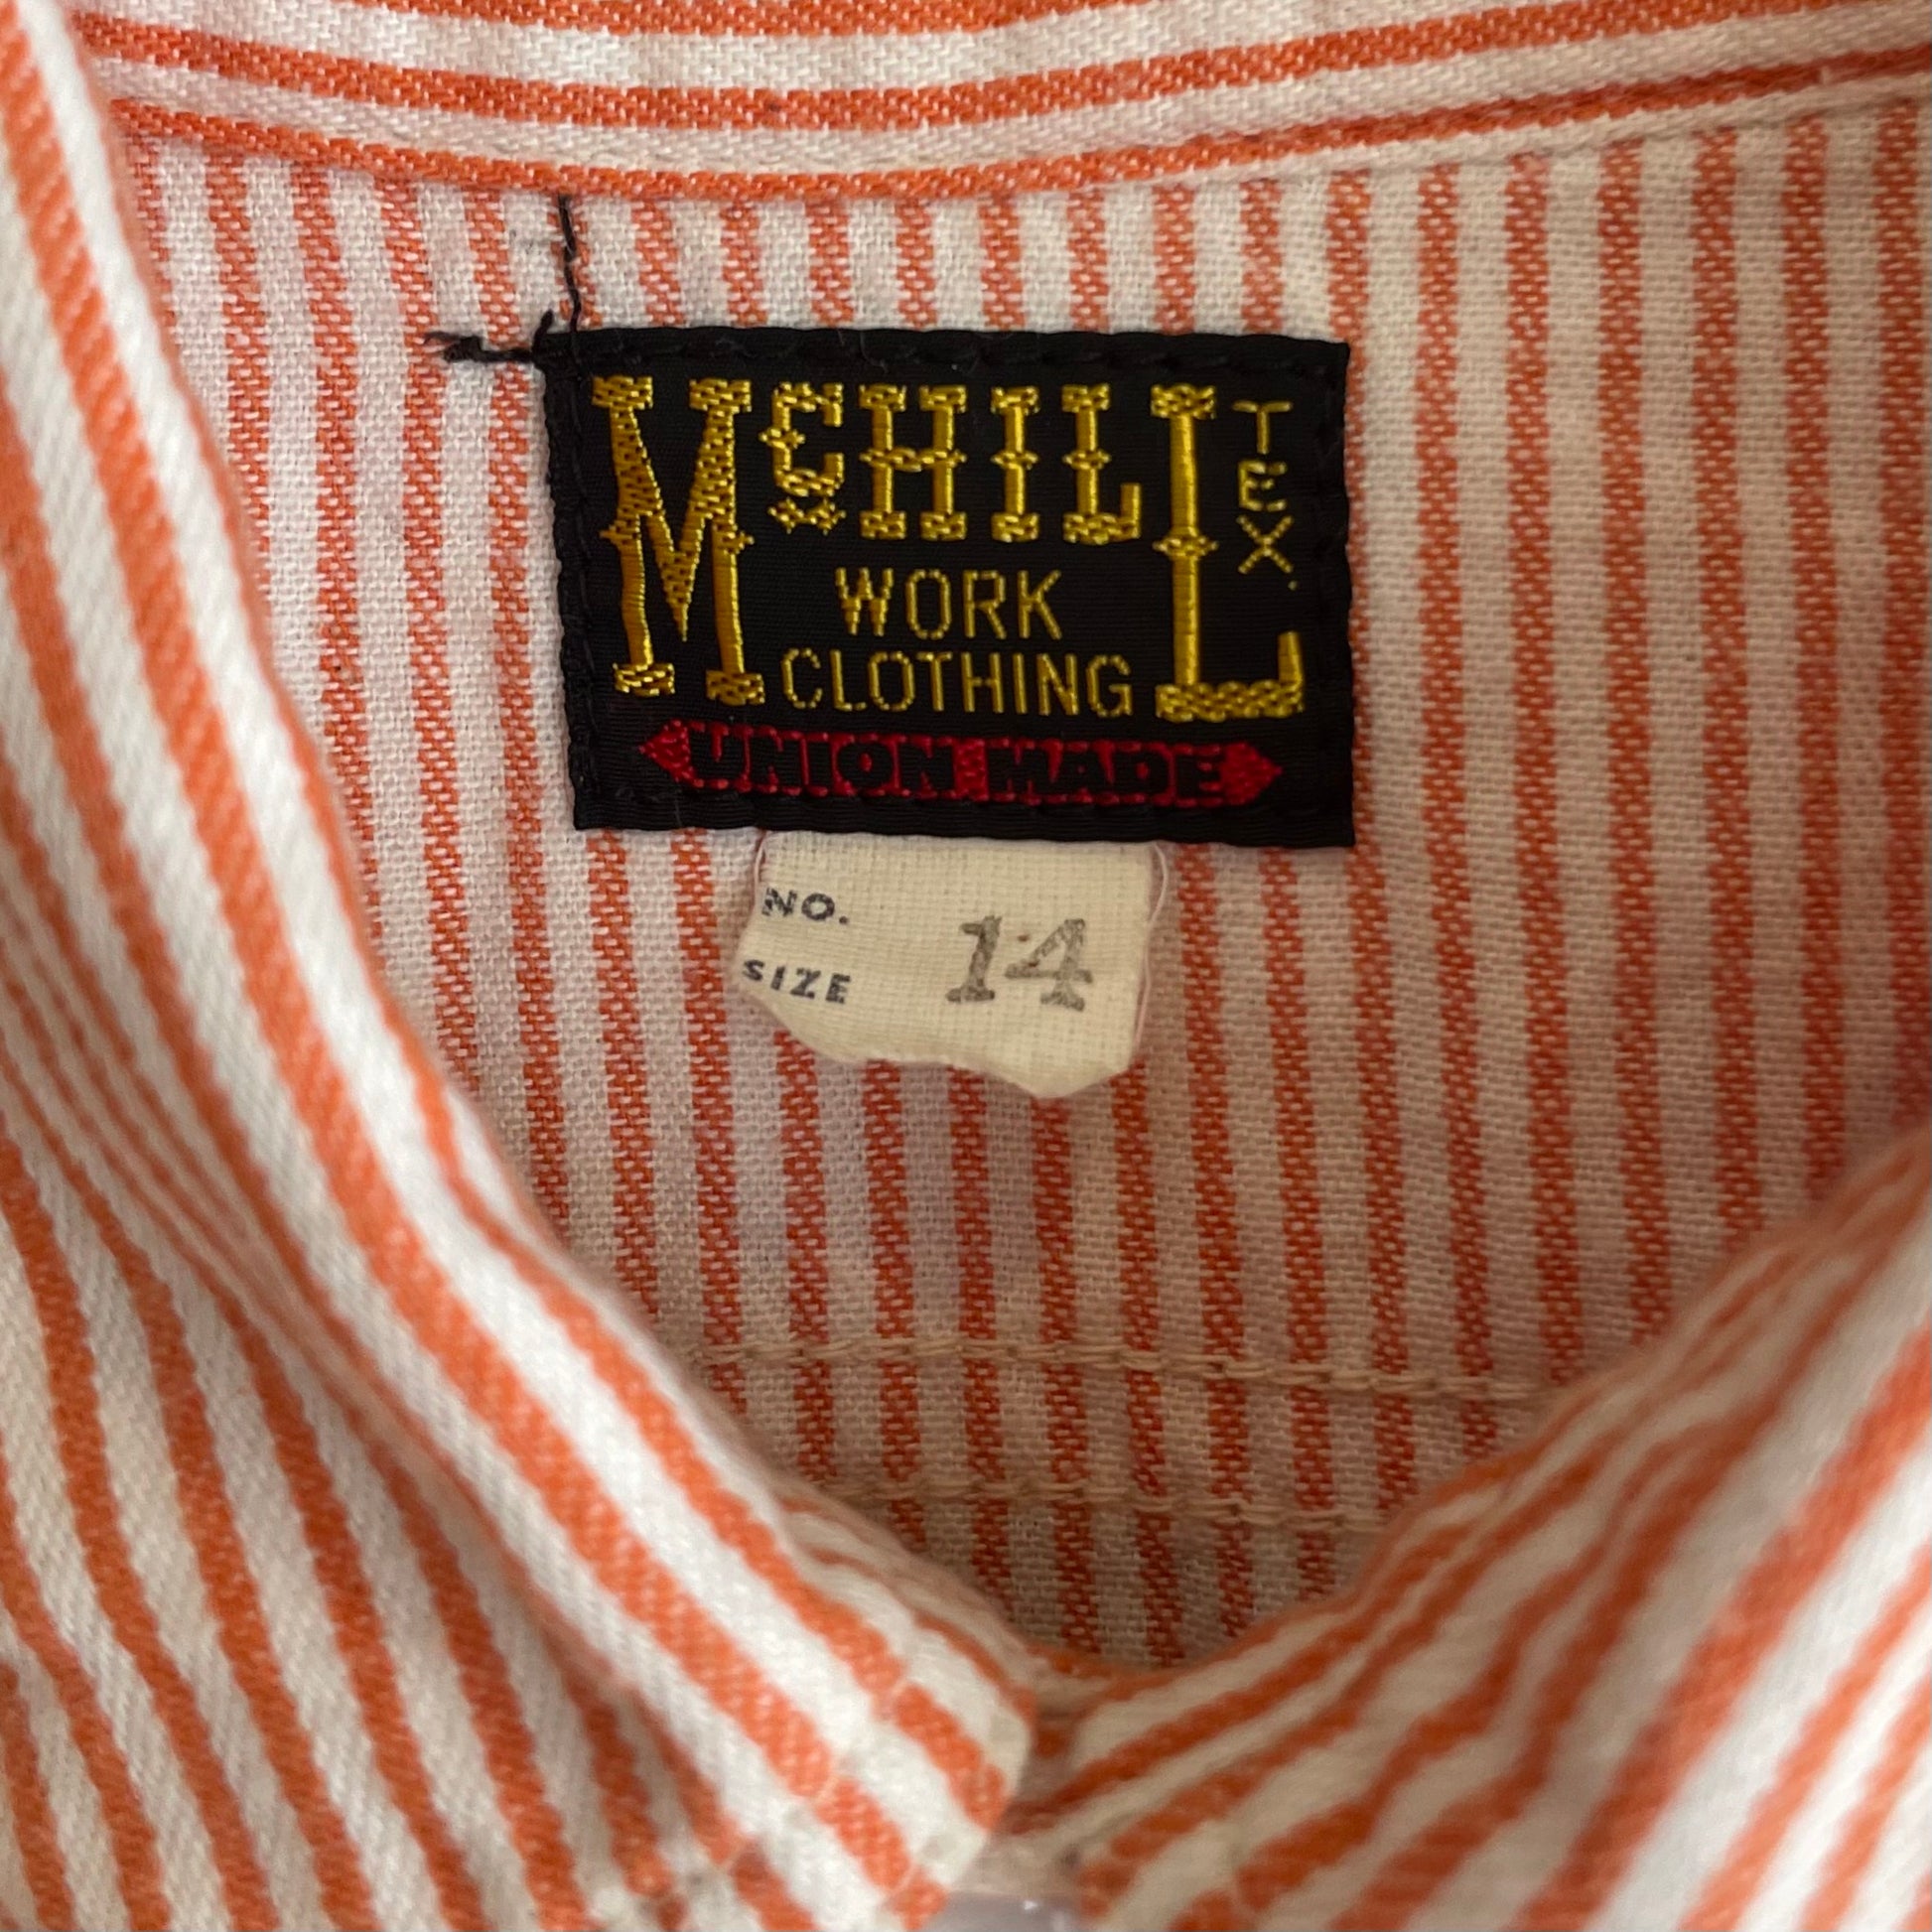 McHILL TEX.
WORK
CLOTHING
UNION MADE
NO.
SIZE 14